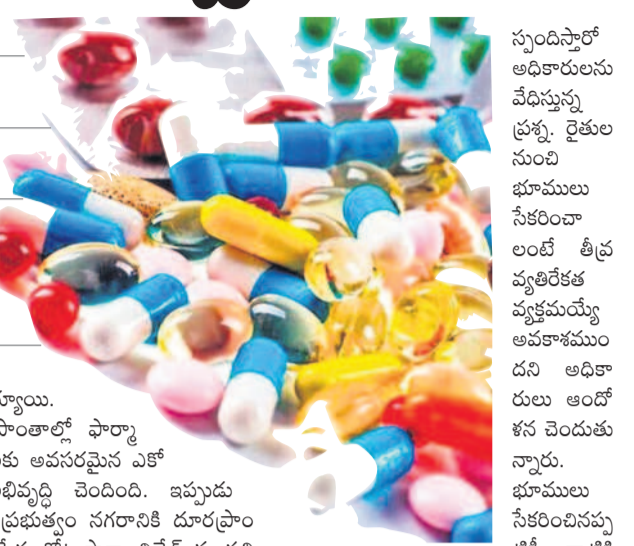 య్యాయి.
ఫార్మా
కు అవసరమైన ఎకో
చెందింది. ఇప్పుడు
ప్రభుత్వం నగరానికి దూరప్రాం
స్పందిస్తారో
అధికారులను
వేధిస్తున్న
ప్రశ్న. రైతుల
నుంచి
భూములు
సేకరించా
లంటే తీవ్ర
వ్యతిరేకత
వ్యక్తమయ్యే
అవకాశముం
దని అధికా
రులు ఆందో
ళన చెందుతు
న్నారు.
భూములు
సేకరించినప్ప